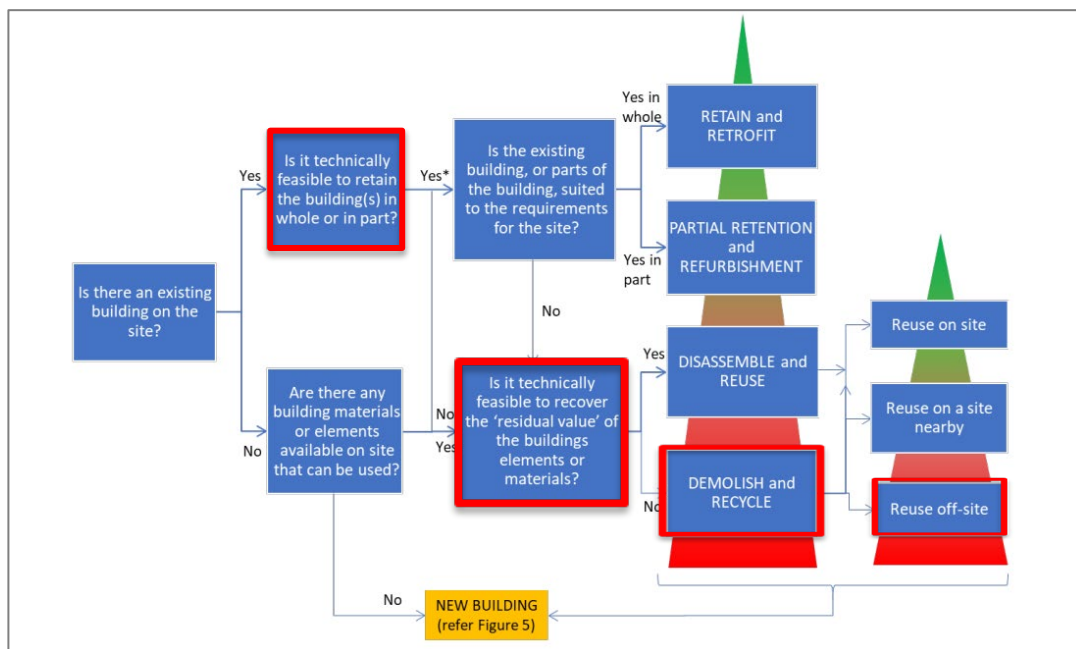 Is there an existing
building on the
site?
Yes
No
Is it technically
feasible to retain
the building(s) in
whole or in part?
Are there any
building materials
or elements
available on site
that can be used?
Yes*
No
Yes
Is the existing
building, or parts of
the building, suited
to the requirements
for the site?
No
Is it technically
feasible to recover
the ‘residual value’ of
the buildings
elements or
materials?
Yes in
whole
Yes in
part
Yes
No
RETAIN and
RETROFIT
PARTIAL RETENTION
and
REFURBISHMENT
DISASSEMBLE and
REUSE
DEMOLISH and
RECYCLE
Reuse on site
Reuse on a site
nearby
Reuse off-site
No
NEW BUILDING
(refer Figure 5)